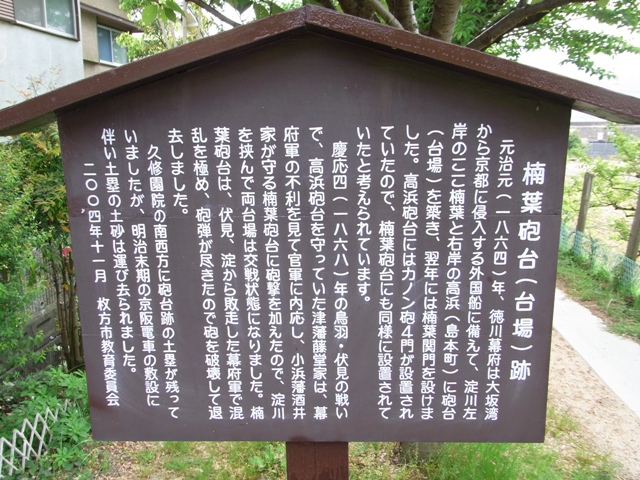 楠葉砲台(台場)跡
元治元(一八六四)年、徳川幕府は大坂湾
から京都に侵入する外国船に備えて、淀川左
岸のここ楠葉と右岸の高浜(島本町)に砲台
(台場)を築き、翌年には楠葉関門を設けま
した。高浜砲台にはカノン砲4門が設置され
ていたので、楠葉砲台にも同様に設置されて
いたと考えられています。
慶応四(一八六八)年の鳥羽・伏見の戦い
で、高浜砲台を守っていた津藩藤堂家は、幕
府軍の不利を見て官軍に内応し、小浜藩酒井
家が守る楠葉砲台に砲撃を加えたので、淀川
を挟んで両台場は交戦状態になりました。楠
葉砲台は、伏見、淀から敗走した幕府軍で混
乱を極め、砲弾が尽きたので砲を破壊して退
去しました。
久修園院の南西方に砲台跡の土塁が残って
いましたが、明治末期の京阪電車の敷設に
伴い土塁の土砂は運び去られました。
二〇〇四年十一月 枚方市教育委員会